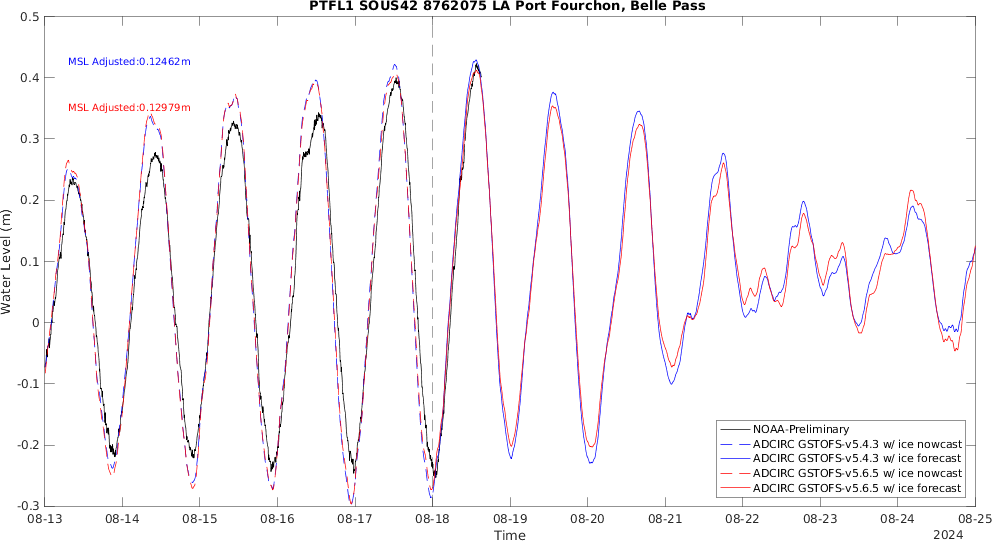 PTFL1 SOUS42 8762075 LA Port Fourchon, Belle Pass
MSL Adjusted:0.12462m
MSL Adjusted:0.12979m
Water Level (m)
0.5
0.4
0.3
0.2
0.1
0
-0.1
-0.2
-0.3
NOAA-Preliminary
ADCIRC GSTOFS-v5.4.3 w/ ice nowcast
ADCIRC GSTOFS-v5.4.3 w/ ice forecast
ADCIRC GSTOFS-v5.6.5 w/ ice nowcast
ADCIRC GSTOFS-v5.6.5 w/ ice forecast
08-13 08-14 08-15 08-16 08-17 08-18 08-19 08-20 08-21 08-22 08-23 08-24 08-25
Time
2024